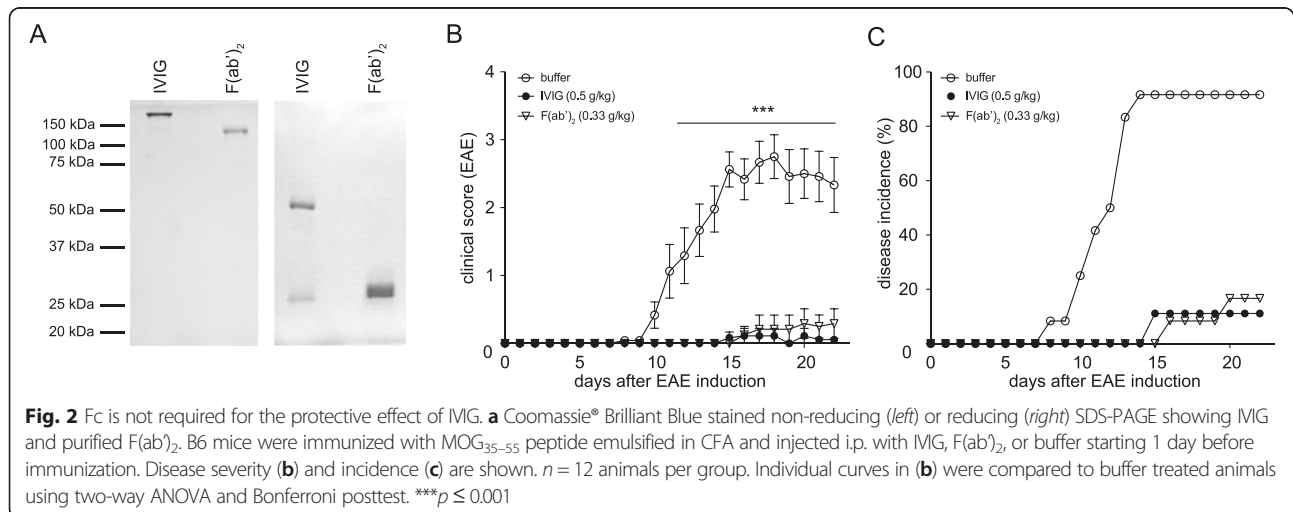 A
IVIG
F(ab’)₂
IVIG
F(ab’)₂
150 kDa
100 kDa
75 kDa
50 kDa
37 kDa
25 kDa
20 kDa
B
4
3
2
1
0
clinical score (EAE)
buffer
IVIG (0.5 g/kg)
F(ab’)₂ (0.33 g/kg)
***
0 5 10 15 20
days after EAE induction
C
100
80
60
40
20
0
disease incidence (%)
buffer
IVIG (0.5 g/kg)
F(ab’)₂ (0.33 g/kg)
0 5 10 15 20
days after EAE induction
Fig. 2 Fc is not required for the protective effect of IVIG. a Coomassie® Brilliant Blue stained non-reducing (left) or reducing (right) SDS-PAGE showing IVIG
and purified F(ab′)₂. B6 mice were immunized with MOG₃₅₋₅₅ peptide emulsified in CFA and injected i.p. with IVIG, F(ab′)₂, or buffer starting 1 day before
immunization. Disease severity (b) and incidence (c) are shown. n = 12 animals per group. Individual curves in (b) were compared to buffer treated animals
using two-way ANOVA and Bonferroni posttest. ***p ≤ 0.001